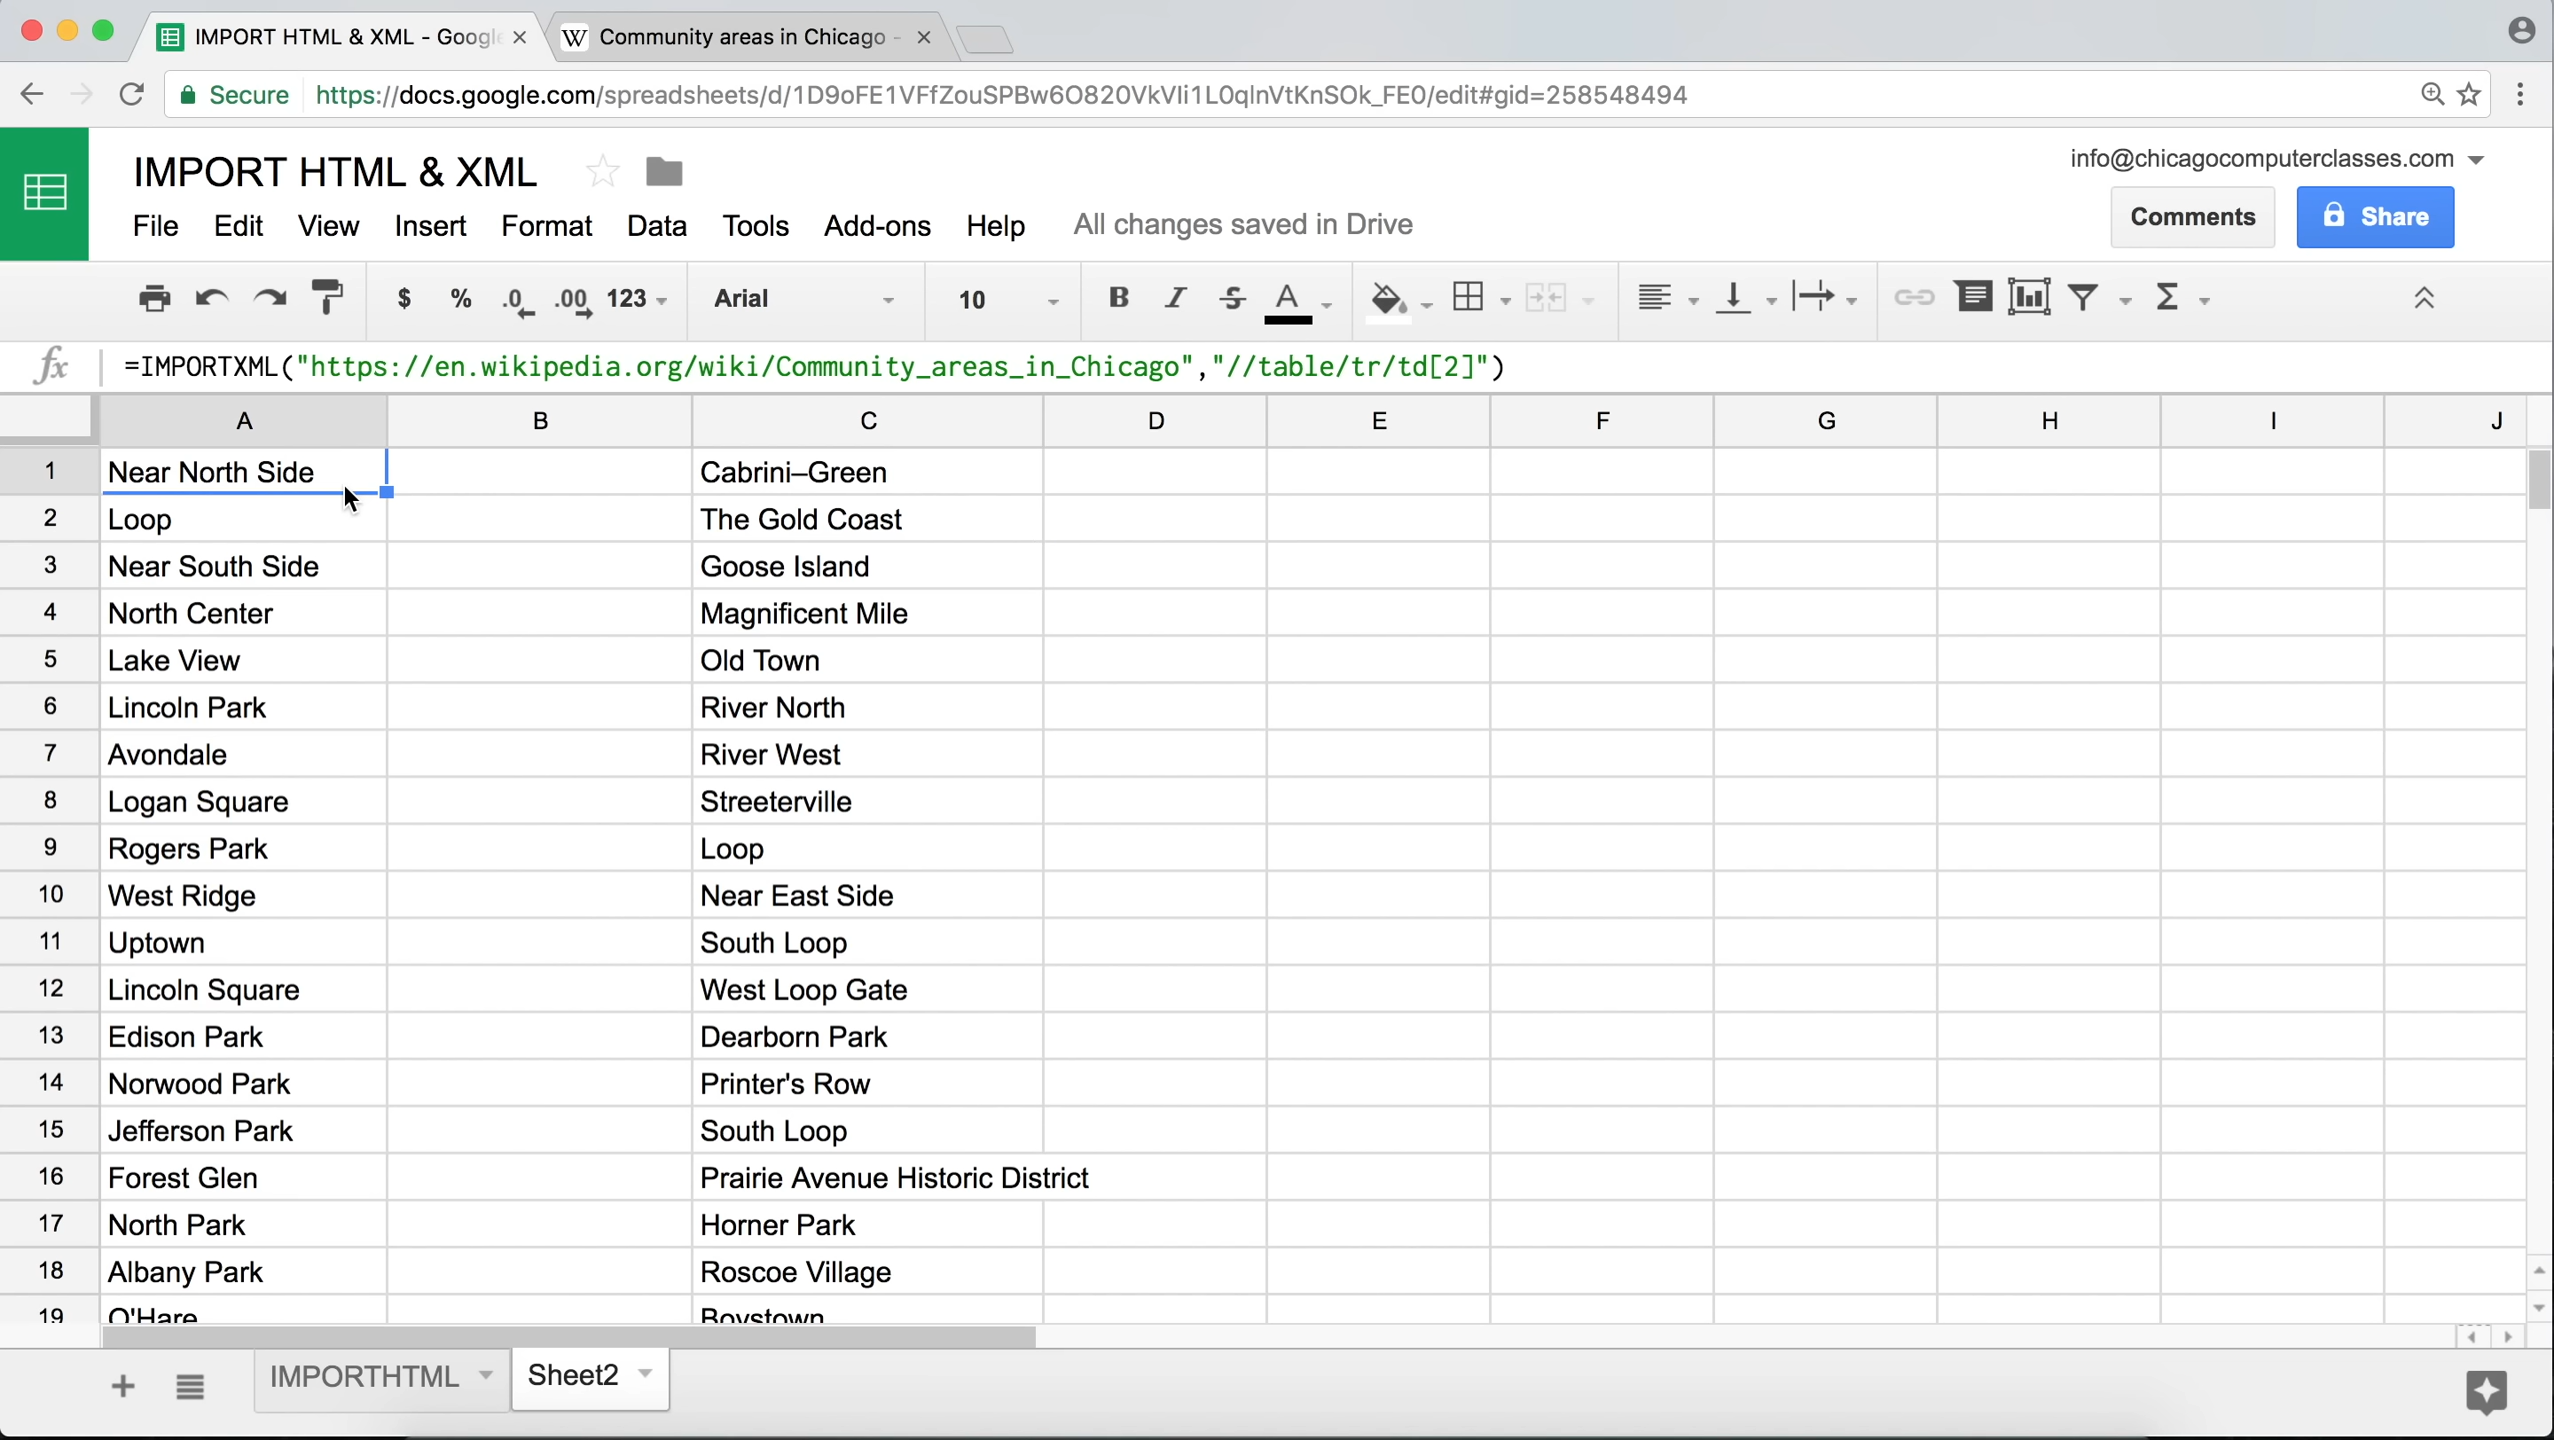 IMPORT HTML & XML - Google
Community areas in Chicago -
Secure https://docs.google.com/spreadsheets/d/1D9oFE1VFfZouSPBw6O820VkVIi1L0qlnVtKnSOk_FE0/edit#gid=258548494
IMPORT HTML & XML
info@chicagocomputerclasses.com
File Edit View Insert Format Data Tools Add-ons Help All changes saved in Drive
Comments Share
$ % .0 .00 123 Arial 10 B I S A Σ
fx =IMPORTXML("https://en.wikipedia.org/wiki/Community_areas_in_Chicago","//table/tr/td[2]")
A B C D E F G H I J
1 Near North Side Cabrini–Green
2 Loop The Gold Coast
3 Near South Side Goose Island
4 North Center Magnificent Mile
5 Lake View Old Town
6 Lincoln Park River North
7 Avondale River West
8 Logan Square Streeterville
9 Rogers Park Loop
10 West Ridge Near East Side
11 Uptown South Loop
12 Lincoln Square West Loop Gate
13 Edison Park Dearborn Park
14 Norwood Park Printer's Row
15 Jefferson Park South Loop
16 Forest Glen Prairie Avenue Historic District
17 North Park Horner Park
18 Albany Park Roscoe Village
19 O'Hare Boystown
IMPORTHTML Sheet2